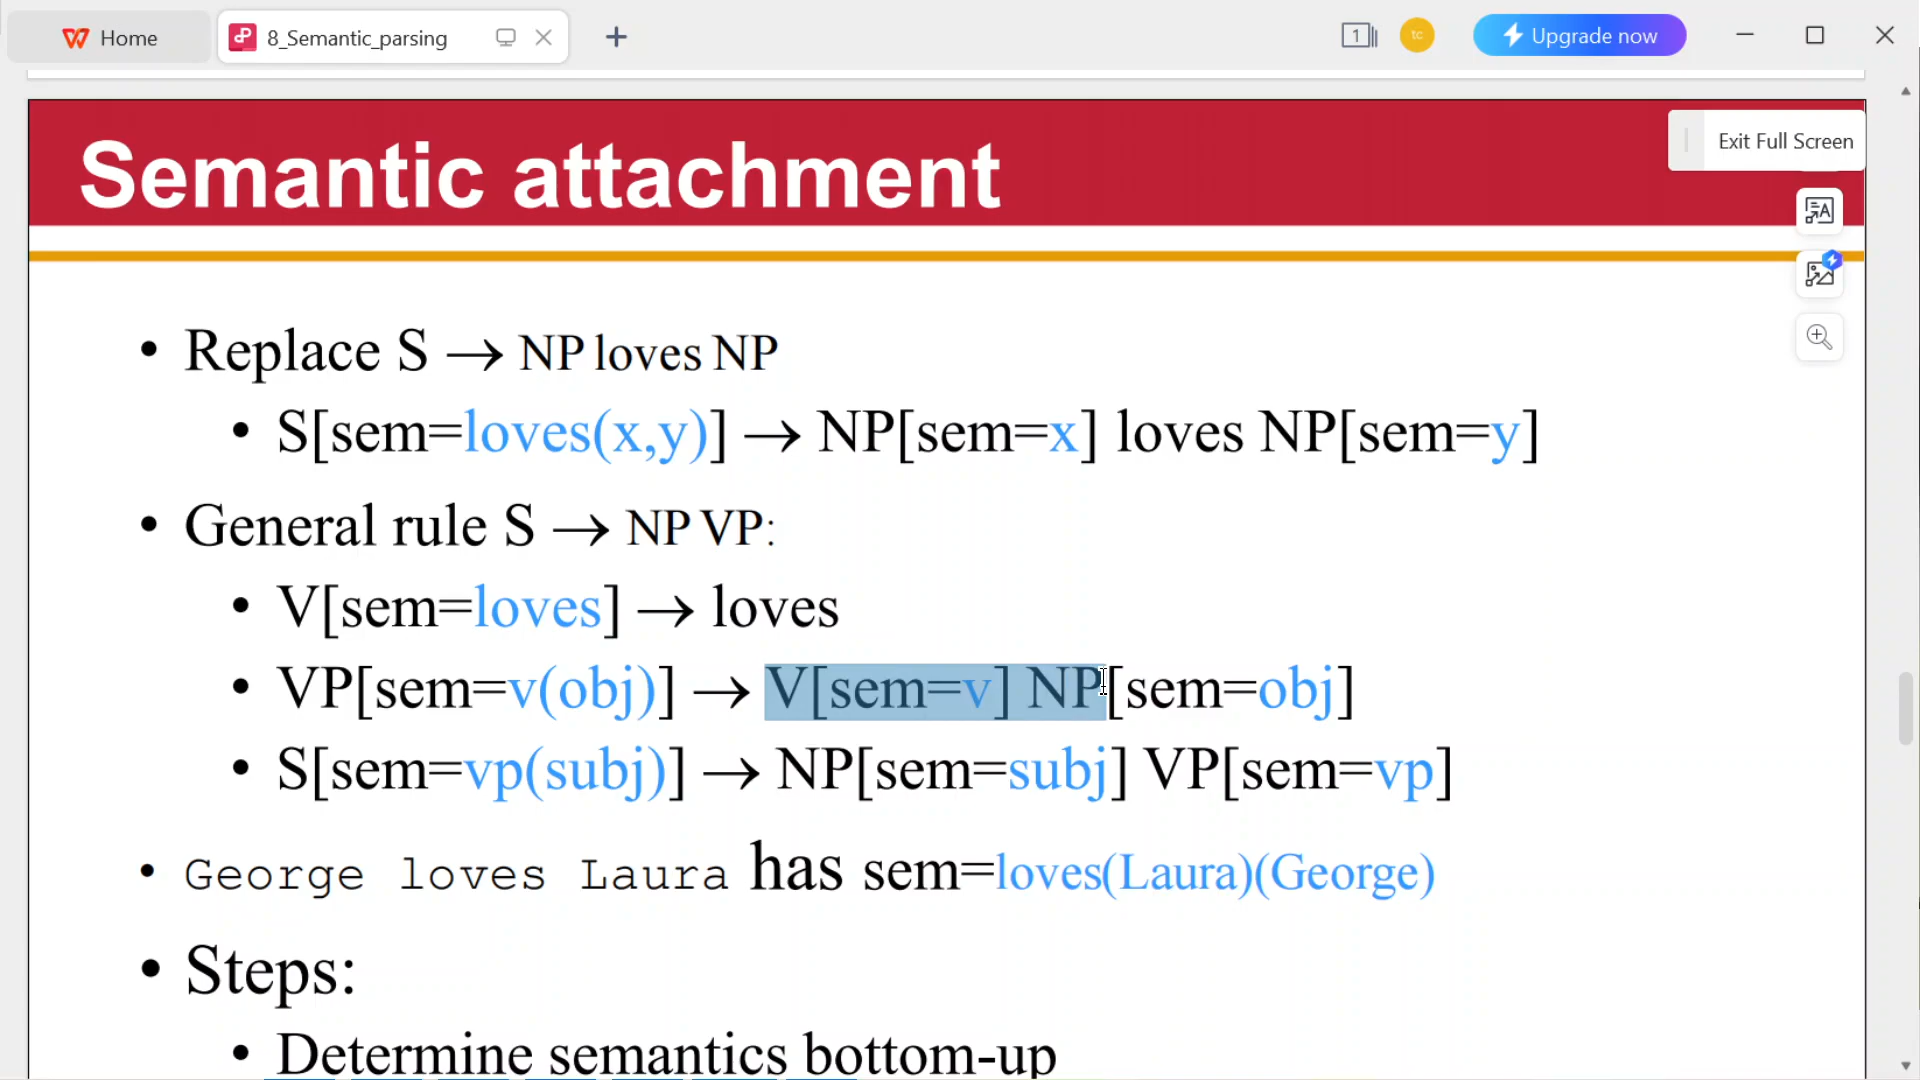 Home
8_Semantic_parsing
1
tc
Upgrade now
Semantic attachment
Exit Full Screen
• Replace S → NP loves NP
• S[sem=loves(x,y)] → NP[sem=x] loves NP[sem=y]
• General rule S → NP VP:
• V[sem=loves] → loves
• VP[sem=v(obj)] → V[sem=v] NP[sem=obj]
• S[sem=vp(subj)] → NP[sem=subj] VP[sem=vp]
• George loves Laura has sem=loves(Laura)(George)
• Steps:
• Determine semantics bottom-up